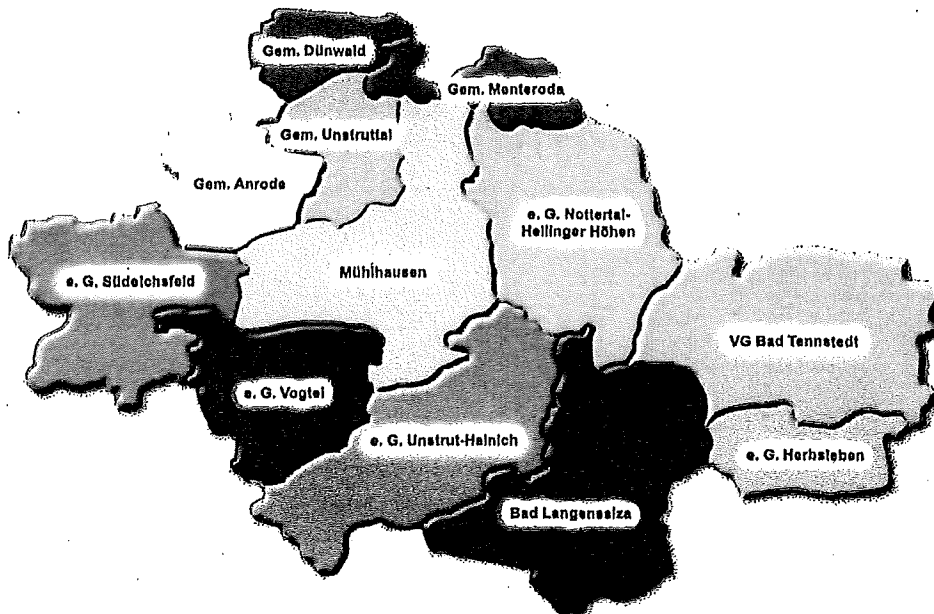 Gem. Dünwald
Gem. Menteroda
Gem. Unstruttal
Gem. Anrode
e. G. Nottertal-
Heilinger Höhen
e. G. Südeichsfeld
Mühlhausen
VG Bad Tennstedt
e. G. Vogtei
e. G. Unstrut-Hainich
e. G. Herbsleben
Bad Langensalza